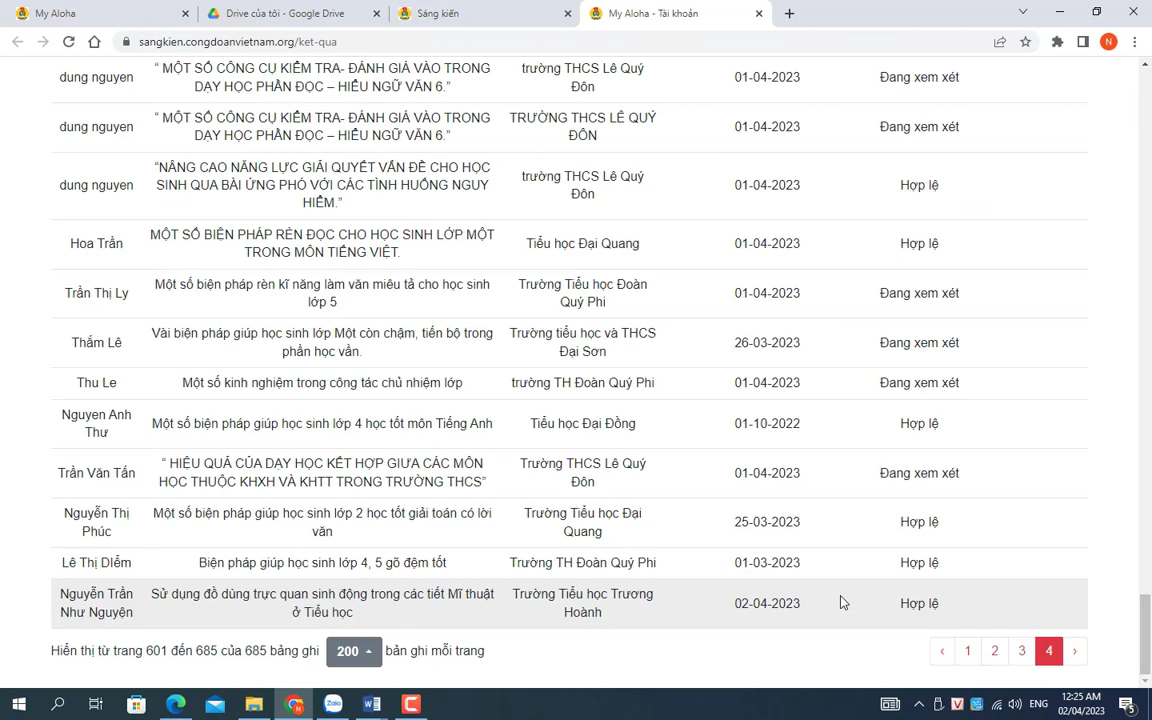 My Aloha
Drive của tôi - Google Drive
Sáng kiến
My Aloha - Tài khoản
sangkien.congdoanvietnam.org/ket-qua
N
dung nguyen
“ MỘT SỐ CÔNG CỤ KIỂM TRA- ĐÁNH GIÁ VÀO TRONG
DẠY HỌC PHẦN ĐỌC – HIỂU NGỮ VĂN 6.”
trường THCS Lê Quý
Đôn
01-04-2023
Đang xem xét
dung nguyen
“ MỘT SỐ CÔNG CỤ KIỂM TRA- ĐÁNH GIÁ VÀO TRONG
DẠY HỌC PHẦN ĐỌC – HIỂU NGỮ VĂN 6.”
TRƯỜNG THCS LÊ QUÝ
ĐÔN
01-04-2023
Đang xem xét
dung nguyen
“NÂNG CAO NĂNG LỰC GIẢI QUYẾT VẤN ĐỀ CHO HỌC
SINH QUA BÀI ỨNG PHÓ VỚI CÁC TÌNH HUỐNG NGUY
HIỂM.”
trường THCS Lê Quý
Đôn
01-04-2023
Hợp lệ
Hoa Trần
MỘT SỐ BIỆN PHÁP RÈN ĐỌC CHO HỌC SINH LỚP MỘT
TRONG MÔN TIẾNG VIỆT.
Tiểu học Đại Quang
01-04-2023
Hợp lệ
Trần Thị Ly
Một số biện pháp rèn kĩ năng làm văn miêu tả cho học sinh
lớp 5
Trường Tiểu học Đoàn
Quý Phi
01-04-2023
Đang xem xét
Thắm Lê
Vài biện pháp giúp học sinh lớp Một còn chậm, tiến bộ trong
phần học vần.
Trường tiểu học và THCS
Đại Sơn
26-03-2023
Đang xem xét
Thu Le
Một số kinh nghiệm trong công tác chủ nhiệm lớp
trường TH Đoàn Quý Phi
01-04-2023
Đang xem xét
Nguyen Anh
Thư
Một số biện pháp giúp học sinh lớp 4 học tốt môn Tiếng Anh
Tiểu học Đại Đồng
01-10-2022
Hợp lệ
Trần Văn Tấn
“ HIỆU QUẢ CỦA DẠY HỌC KẾT HỢP GIƯA CÁC MÔN
HỌC THUỘC KHXH VÀ KHTT TRONG TRƯỜNG THCS”
Trường THCS Lê Quý
Đôn
01-04-2023
Đang xem xét
Nguyễn Thị
Phúc
Một số biện pháp giúp học sinh lớp 2 học tốt giải toán có lời
văn
Trường Tiểu học Đại
Quang
25-03-2023
Hợp lệ
Lê Thị Diểm
Biện pháp giúp học sinh lớp 4, 5 gõ đệm tốt
Trường TH Đoàn Quý Phi
01-03-2023
Hợp lệ
Nguyễn Trần
Như Nguyện
Sử dụng đồ dùng trực quan sinh động trong các tiết Mĩ thuật
ở Tiểu học
Trường Tiểu học Trương
Hoành
02-04-2023
Hợp lệ
Hiển thị từ trang 601 đến 685 của 685 bảng ghi
200
bản ghi mỗi trang
‹ 1 2 3 4 ›
ENG
12:25 AM
02/04/2023
5